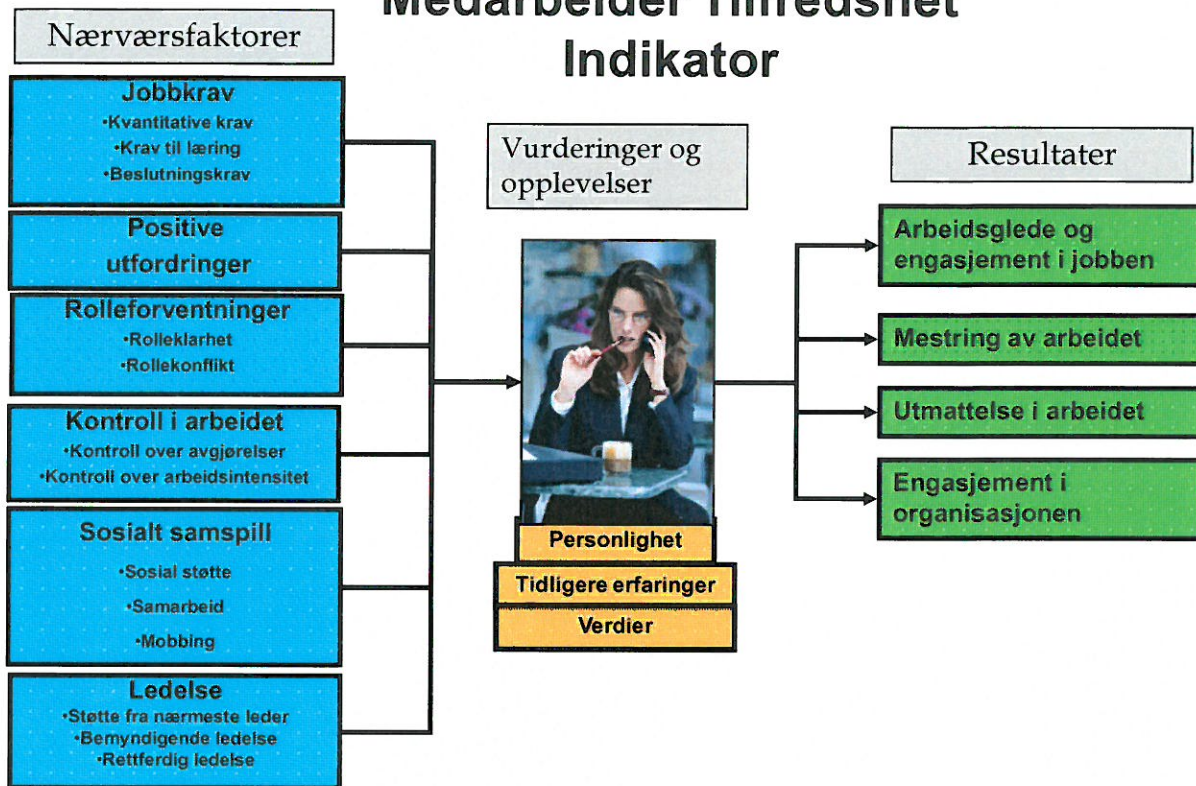 Medarbeider Tilfredshet
Indikator
Nærværsfaktorer
Jobbkrav
•Kvantitative krav
•Krav til læring
•Beslutningskrav
Positive
utfordringer
Rolleforventninger
•Rolleklarhet
•Rollekonflikt
Kontroll i arbeidet
•Kontroll over avgjørelser
•Kontroll over arbeidsintensitet
Sosialt samspill
•Sosial støtte
•Samarbeid
•Mobbing
Ledelse
•Støtte fra nærmeste leder
•Bemyndigende ledelse
•Rettferdig ledelse
Vurderinger og
opplevelser
Personlighet
Tidligere erfaringer
Verdier
Resultater
Arbeidsglede og
engasjement i jobben
Mestring av arbeidet
Utmattelse i arbeidet
Engasjement i
organisasjonen